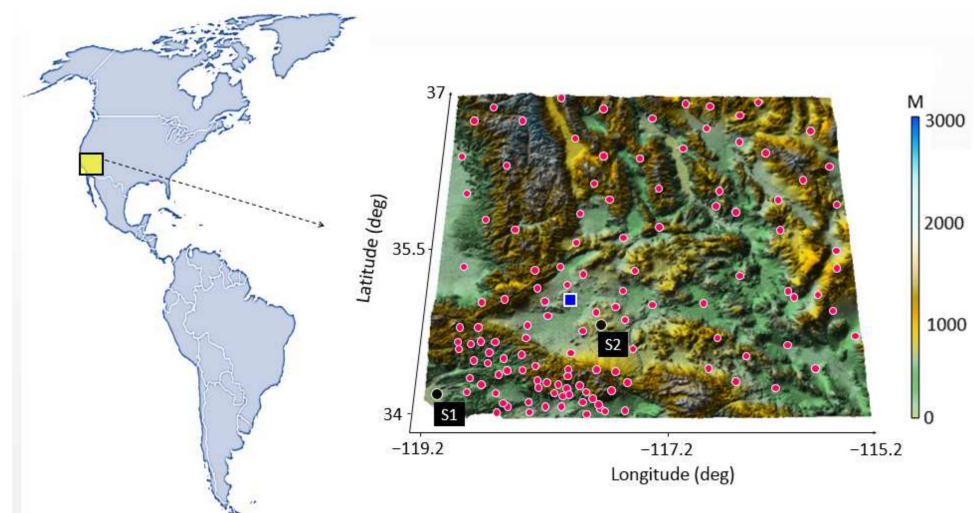 M
37
3000
2000
35.5
Latitude (deg)
1000
S2
34
S1
0
−119.2
−117.2
−115.2
Longitude (deg)